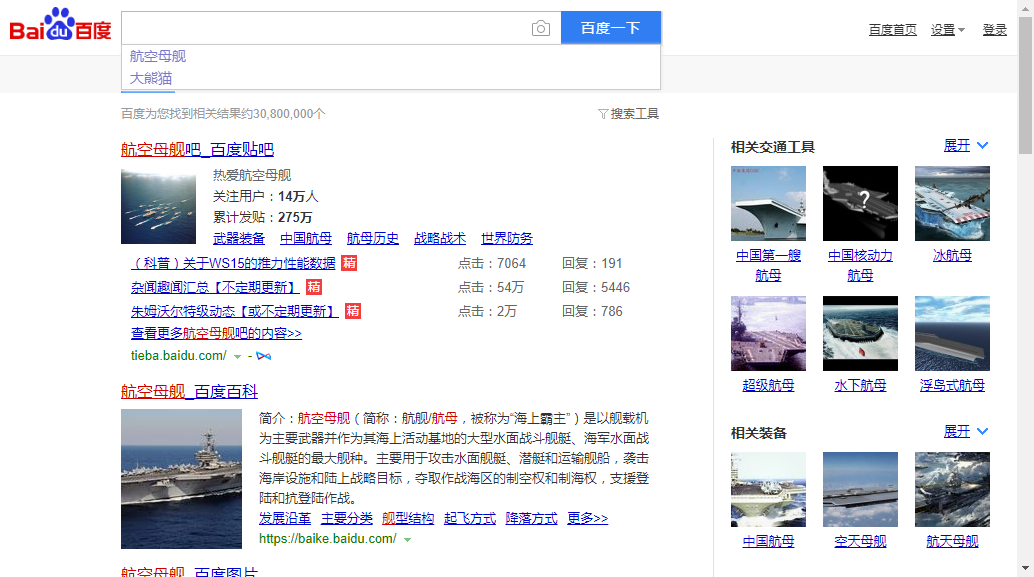 Bai du 百度
百度一下
百度首页 设置 登录
航空母舰
大熊猫
百度为您找到相关结果约30,800,000个
搜索工具
航空母舰吧_百度贴吧
热爱航空母舰
关注用户：14万人
累计发贴：275万
武器装备 中国航母 航母历史 战略战术 世界防务
（科普）关于WS15的推力性能数据 精 点击：7064 回复：191
杂闻趣闻汇总【不定期更新】 精 点击：54万 回复：5446
朱姆沃尔特级动态【或不定期更新】 精 点击：2万 回复：786
查看更多航空母舰吧的内容>>
tieba.baidu.com/ -
航空母舰_百度百科
简介：航空母舰（简称：航舰/航母，被称为“海上霸主”）是以舰载机
为主要武器并作为其海上活动基地的大型水面战斗舰艇、海军水面战
斗舰艇的最大舰种。主要用于攻击水面舰艇、潜艇和运输舰船，袭击
海岸设施和陆上战略目标，夺取作战海区的制空权和制海权，支援登
陆和抗登陆作战。
发展沿革 主要分类 舰型结构 起飞方式 降落方式 更多>>
https://baike.baidu.com/
航空母舰_百度图片
相关交通工具 展开
?
中国第一艘
航母
中国核动力
航母
冰航母
超级航母 水下航母 浮岛式航母
相关装备 展开
中国航母 空天母舰 航天母舰